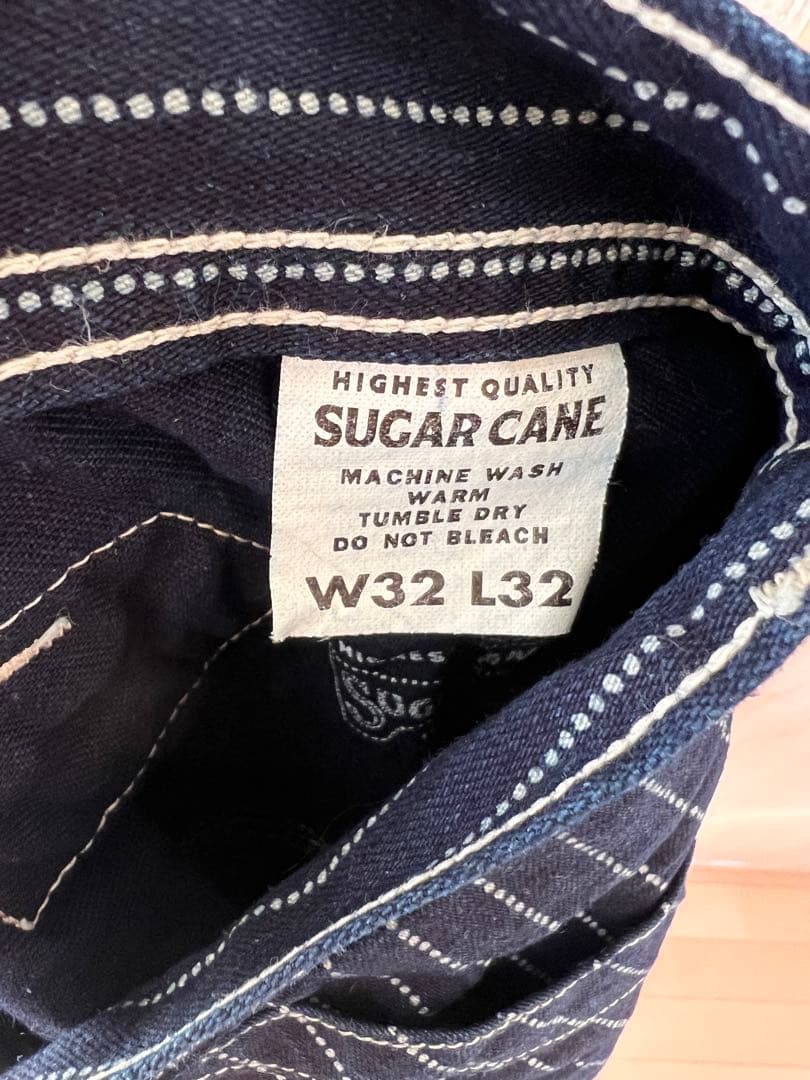 HIGHEST QUALITY
SUGAR CANE
MACHINE WASH
WARM
TUMBLE DRY
DO NOT BLEACH
W32 L32